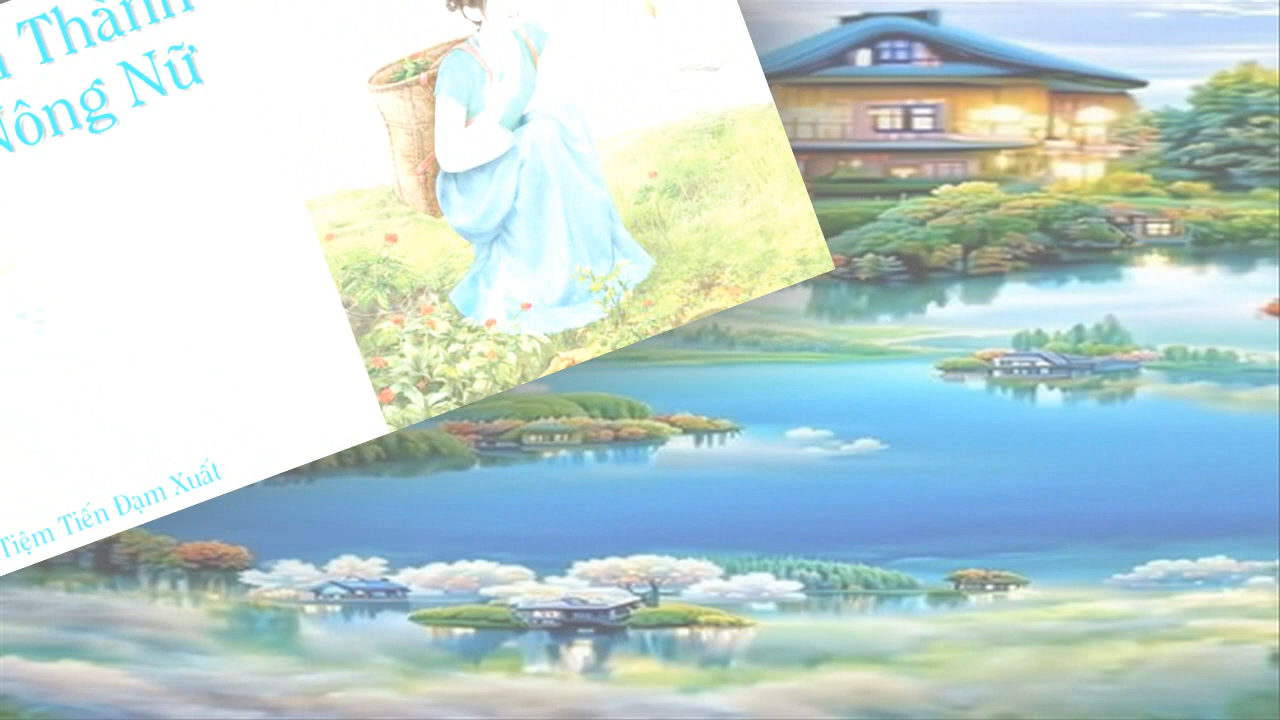 Thành
Nông Nữ
Tiệm Tiến Đạm Xuất